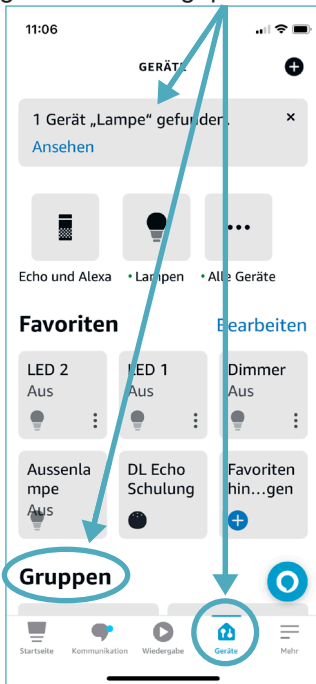 11:06
GERÄTE
1 Gerät „Lampe“ gefunden.
×
Ansehen
Echo und Alexa
Lampen
Alle Geräte
Favoriten
Bearbeiten
LED 2
Aus
LED 1
Aus
Dimmer
Aus
Aussenla
mpe
Aus
DL Echo
Schulung
Favoriten
hin...gen
Gruppen
Startseite
Kommunikation
Wiedergabe
Geräte
Mehr